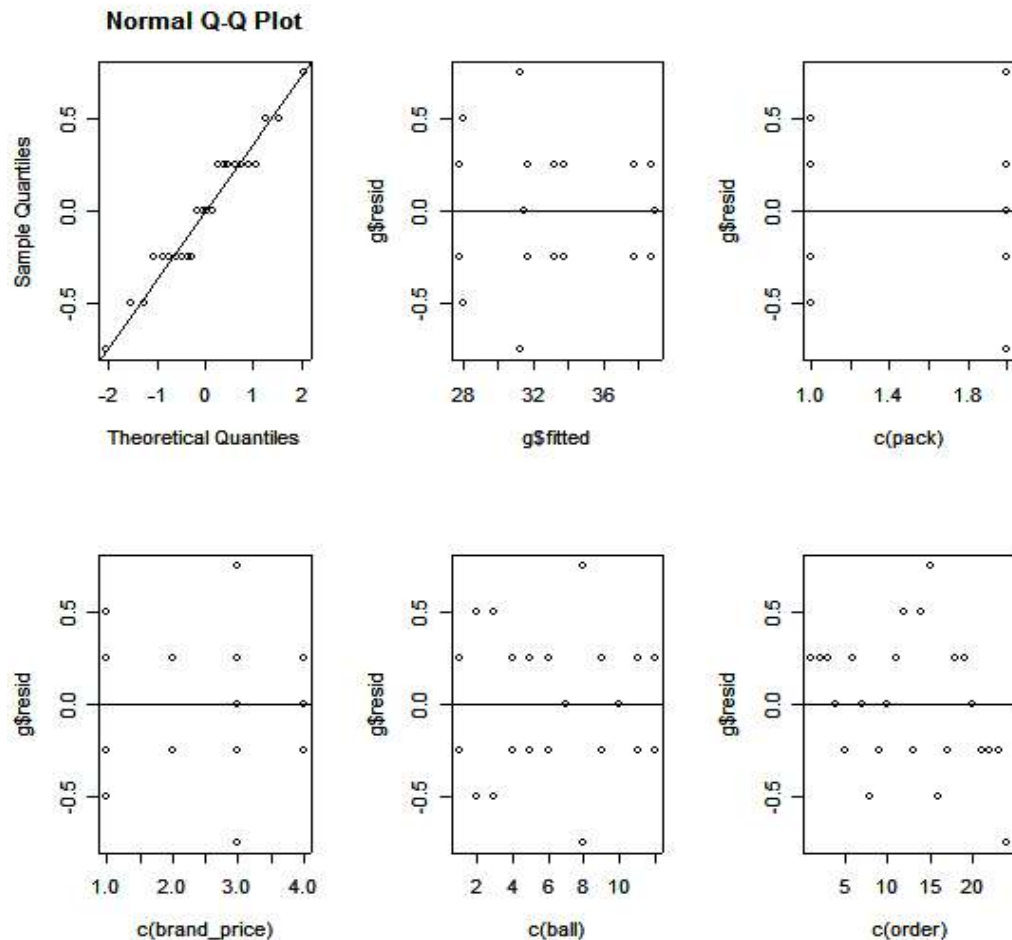 Normal Q-Q Plot
Sample Quantiles
0.5
0.0
-0.5
-2 -1 0 1 2
Theoretical Quantiles
g$resid
0.5
0.0
-0.5
28 32 36
g$fitted
g$resid
0.5
0.0
-0.5
1.0 1.4 1.8
c(pack)
g$resid
0.5
0.0
-0.5
1.0 2.0 3.0 4.0
c(brand_price)
g$resid
0.5
0.0
-0.5
2 4 6 8 10
c(ball)
g$resid
0.5
0.0
-0.5
5 10 15 20
c(order)